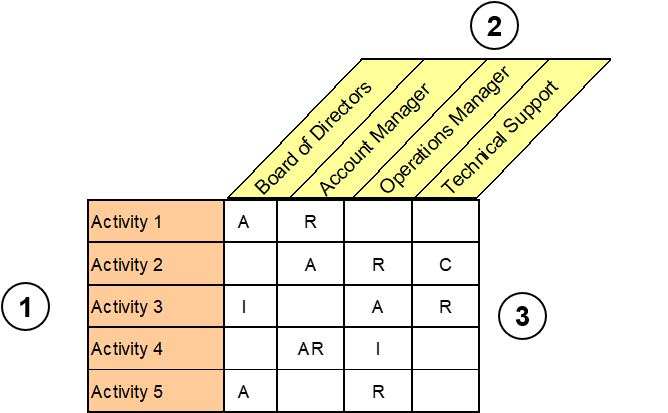 2
Board of Directors
Account Manager
Operations Manager
Technical Support
Activity 1 A R
Activity 2 A R C
1
Activity 3 I A R
3
Activity 4 AR I
Activity 5 A R